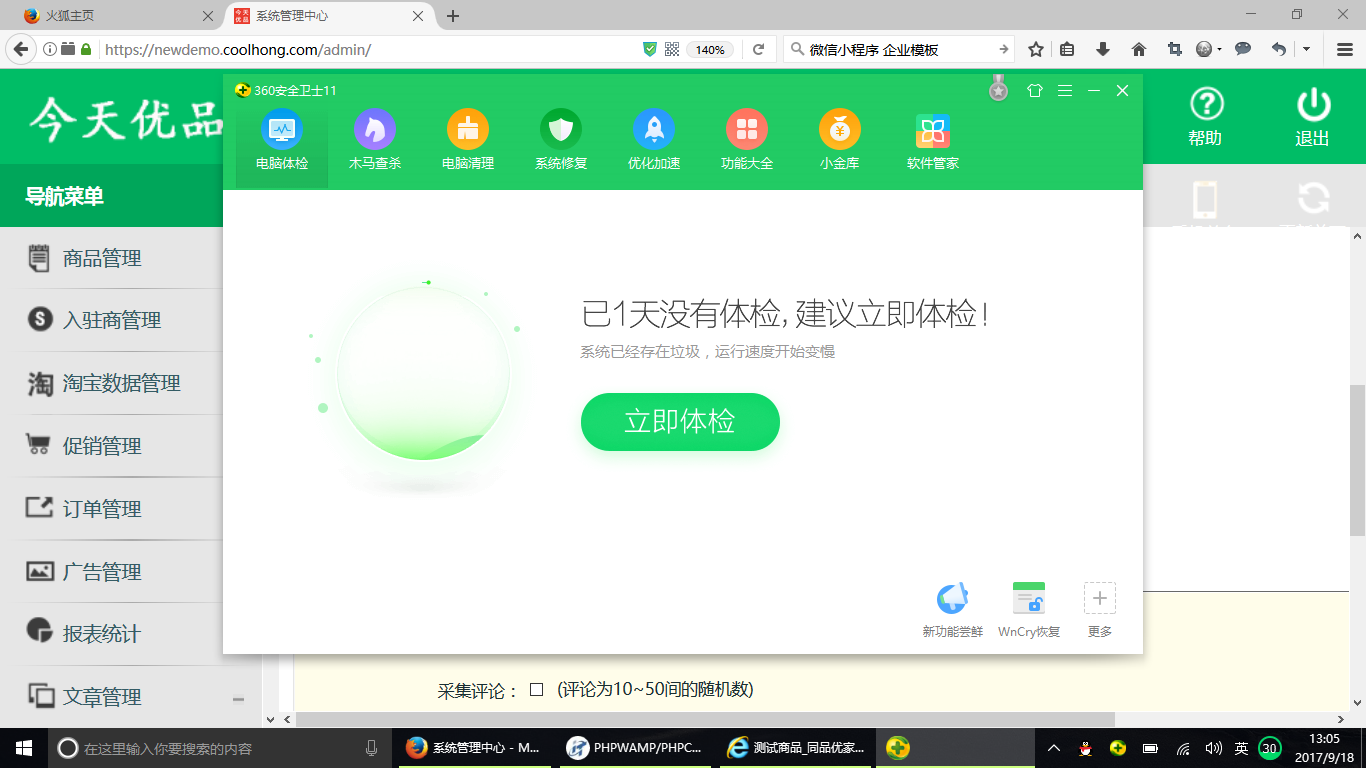 火狐主页
系统管理中心
https://newdemo.coolhong.com/admin/
140%
微信小程序 企业模板
今天优品
帮助
退出
360安全卫士11
电脑体检
木马查杀
电脑清理
系统修复
优化加速
功能大全
小金库
软件管家
导航菜单
商品管理
入驻商管理
淘 淘宝数据管理
促销管理
订单管理
广告管理
报表统计
文章管理
已1天没有体检, 建议立即体检!
系统已经存在垃圾，运行速度开始变慢
立即体检
新功能尝鲜
WnCry恢复
更多
采集评论： (评论为10~50间的随机数)
在这里输入你要搜索的内容
系统管理中心 - M...
PHPWAMP/PHPC...
测试商品_同品优家...
英
30
13:05
2017/9/18